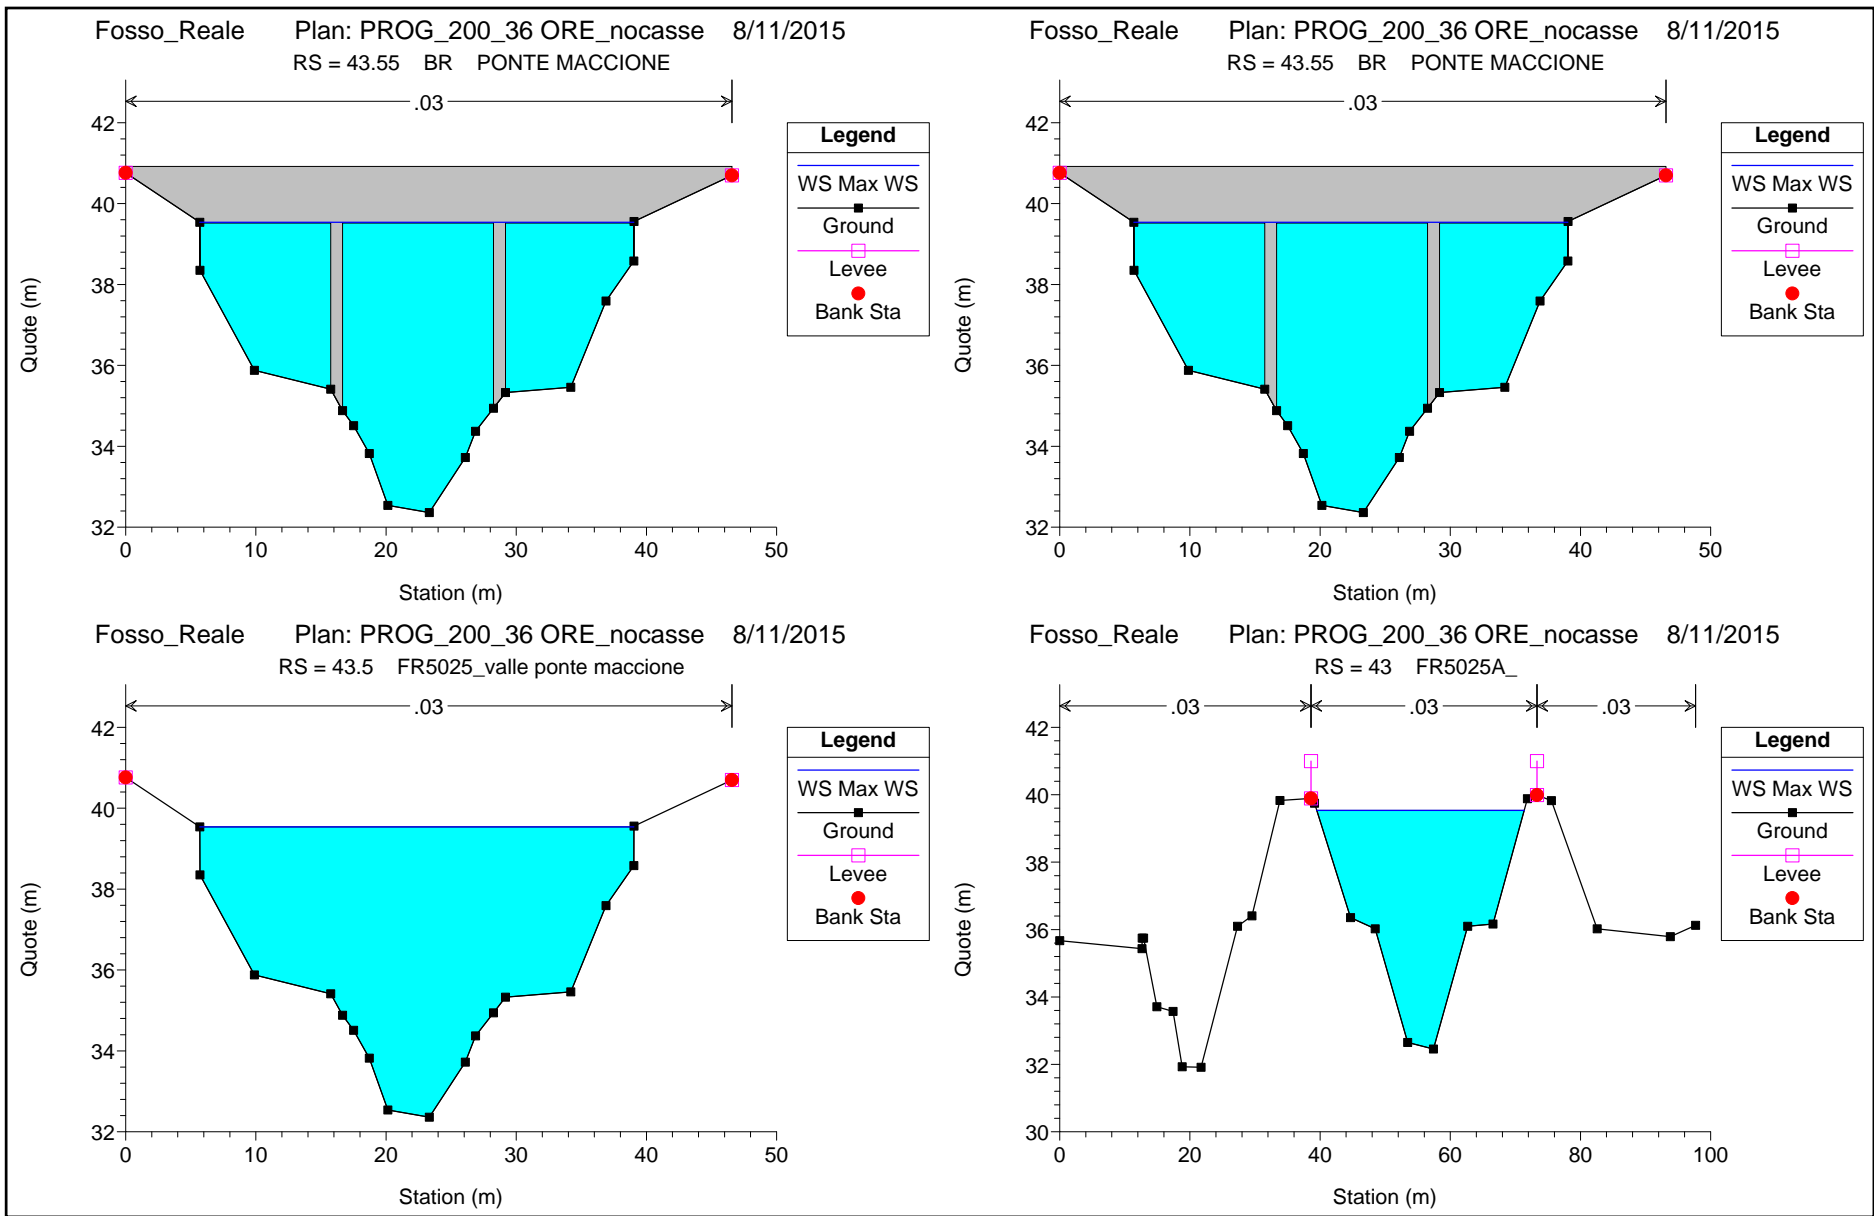 Fosso_Reale Plan: PROG_200_36 ORE_nocasse 8/11/2015
RS = 43.55 BR PONTE MACCIONE
.03
42
40
38
36
34
32
0 10 20 30 40 50
Quote (m)
Station (m)
Legend
WS Max WS
Ground
Levee
Bank Sta
Fosso_Reale Plan: PROG_200_36 ORE_nocasse 8/11/2015
RS = 43.55 BR PONTE MACCIONE
.03
42
40
38
36
34
32
0 10 20 30 40 50
Quote (m)
Station (m)
Legend
WS Max WS
Ground
Levee
Bank Sta
Fosso_Reale Plan: PROG_200_36 ORE_nocasse 8/11/2015
RS = 43.5 FR5025_valle ponte maccione
.03
42
40
38
36
34
32
0 10 20 30 40 50
Quote (m)
Station (m)
Legend
WS Max WS
Ground
Levee
Bank Sta
Fosso_Reale Plan: PROG_200_36 ORE_nocasse 8/11/2015
RS = 43 FR5025A_
.03 .03 .03
42
40
38
36
34
32
30
0 20 40 60 80 100
Quote (m)
Station (m)
Legend
WS Max WS
Ground
Levee
Bank Sta